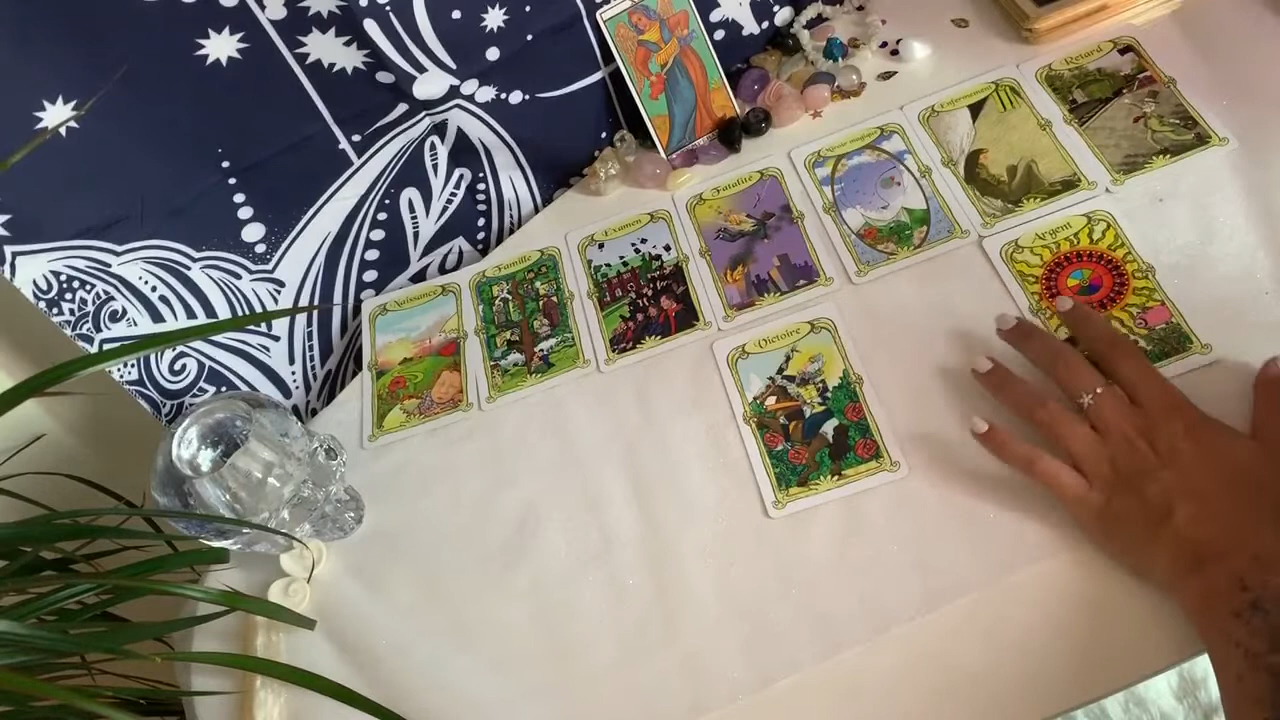 Naissance
Famille
Examen
Fatalité
Miroir magique
Enfermement
Retard
Victoire
Argent